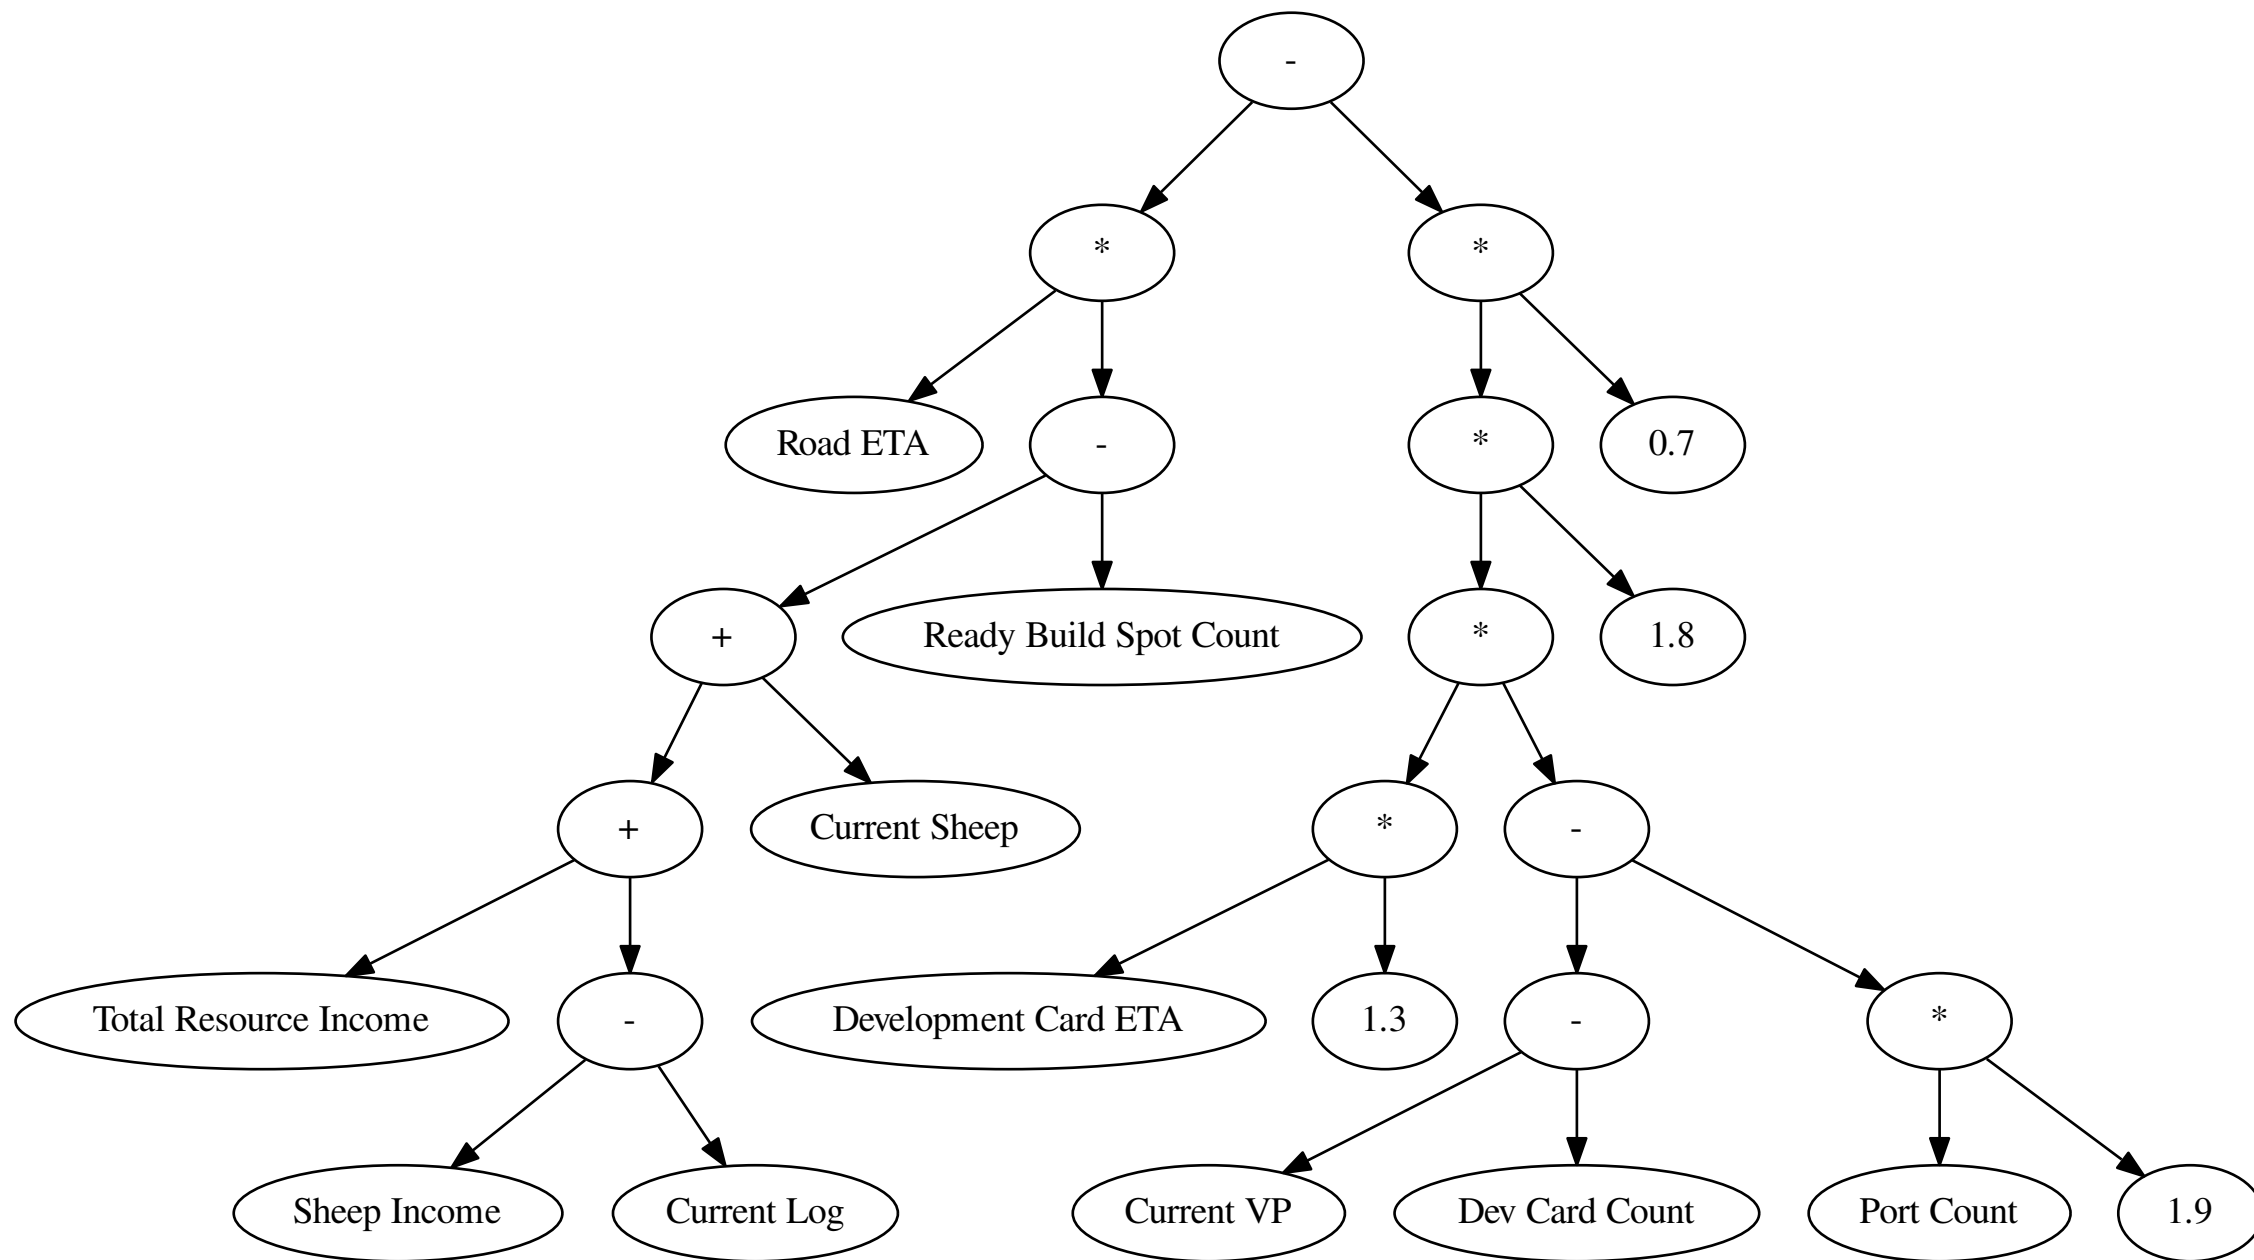 -
*
*
Road ETA
-
*
0.7
+
Ready Build Spot Count
*
1.8
+
Current Sheep
*
-
Total Resource Income
-
Development Card ETA
1.3
-
*
Sheep Income
Current Log
Current VP
Dev Card Count
Port Count
1.9